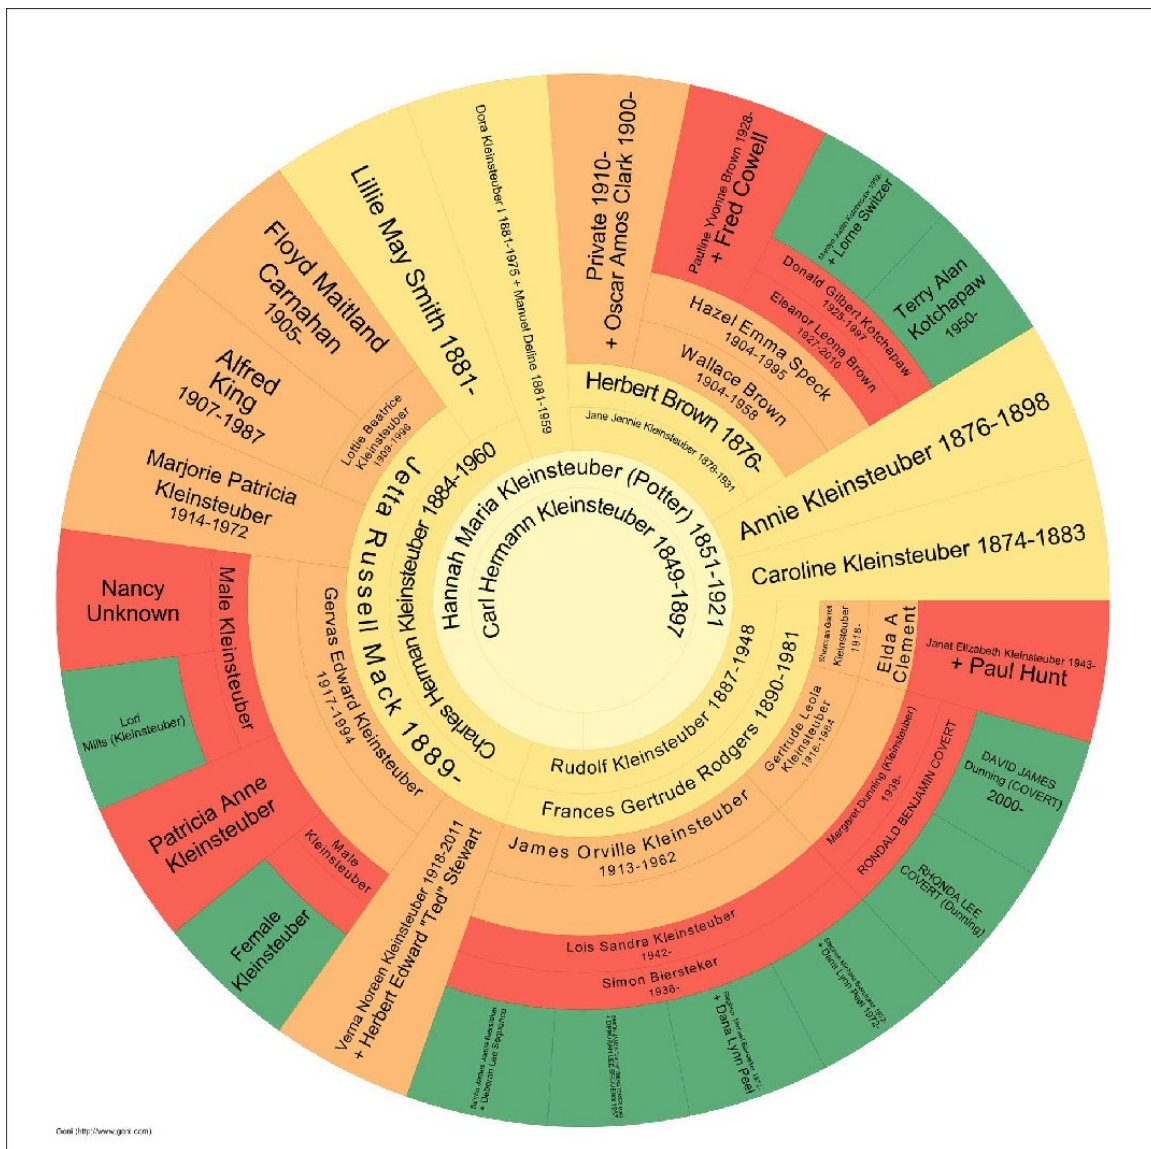 Hannah Maria Kleinsteuber (Potter) 1851-1921
Carl Hermann Kleinsteuber 1849-1897
Caroline Kleinsteuber 1874-1883
Annie Kleinsteuber 1876-1898
Herbert Brown 1876-
Jane Jennie Kleinsteuber 1878-1931
Wallace Brown
1904-1958
Hazel Emma Speck
1904-1995
Eleanor Leona Brown
1927-2010
Donald Gilbert Kotchapaw
1925-1997
Terry Alan
Kotchapaw
1950-
+ Lorne Switzer
Pauline Yvonne Brown 1928-
+ Fred Cowell
Private 1910-
+ Oscar Amos Clark 1900-
Dora Kleinsteuber I 1881-1975 + Manuel Deline 1881-1959
Lillie May Smith 1881-
Charles Herman Kleinsteuber 1884-1960
Jetta Russell Mack 1889-
Lottie Beatrice
Kleinsteuber
1909-1996
Floyd Maitland
Carnahan
1905-
Alfred
King
1907-1987
Marjorie Patricia
Kleinsteuber
1914-1972
Gervas Edward Kleinsteuber
1917-1994
Male Kleinsteuber
Nancy
Unknown
Lori
Mills (Kleinsteuber)
Patricia Anne
Kleinsteuber
Male
Kleinsteuber
Female
Kleinsteuber
Verna Noreen Kleinsteuber 1918-2011
+ Herbert Edward "Ted" Stewart
Rudolf Kleinsteuber 1887-1948
Frances Gertrude Rodgers 1890-1981
James Orville Kleinsteuber
1913-1962
Lois Sandra Kleinsteuber
1942-
Simon Biersteker
1936-
+ Dana Lynn Peel
+ Dana Lynn Peel 1972-
Gertrude Leola
Kleinsteuber
1916-1984
Margaret Dunning (Kleinsteuber)
1938-
RONDALD BENJAMIN COVERT
RHONDA LEE
COVERT (Dunning)
DAVID JAMES
Dunning (COVERT)
2000-
Kleinsteuber
1918-
Elda A
Clement
Janet Elizabeth Kleinsteuber 1943-
+ Paul Hunt
Geni (http://www.geni.com)